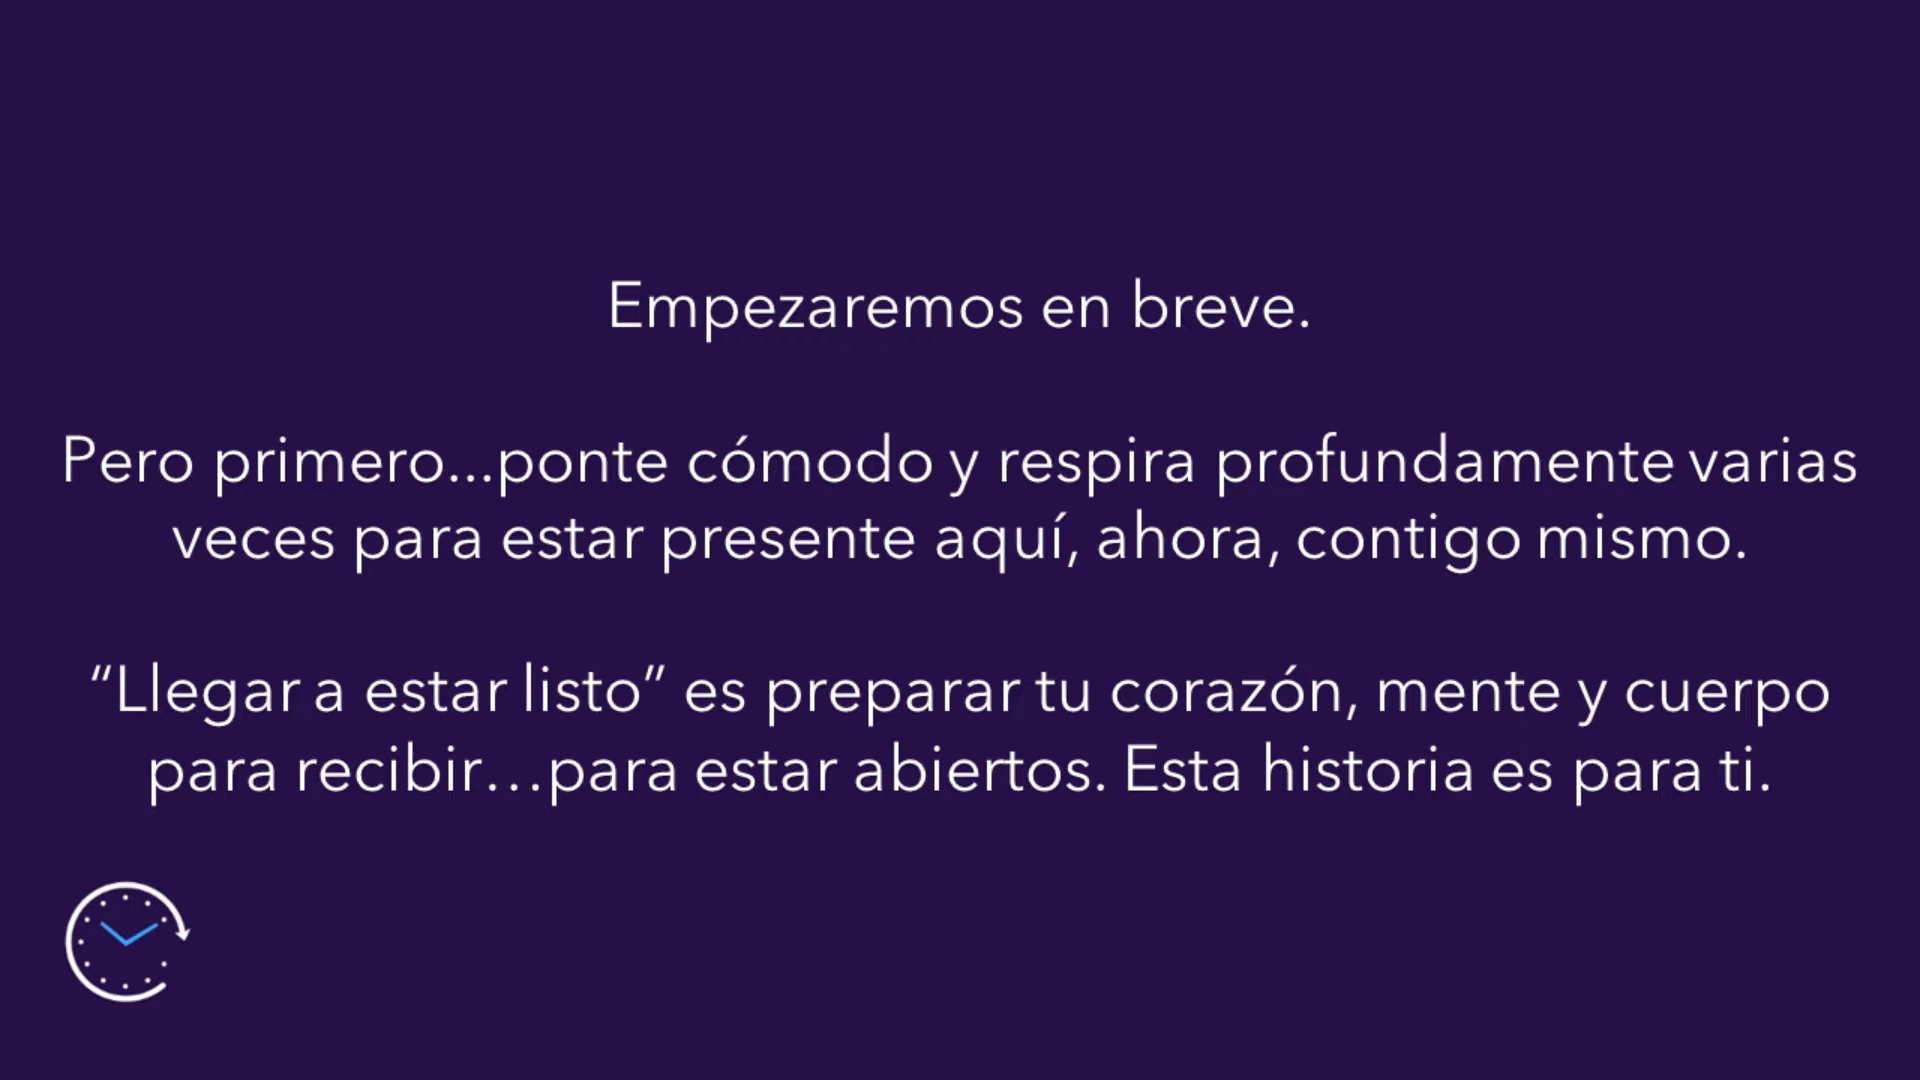 Empezaremos en breve.
Pero primero...ponte cómodo y respira profundamente varias
veces para estar presente aquí, ahora, contigo mismo.
“Llegar a estar listo” es preparar tu corazón, mente y cuerpo
para recibir…para estar abiertos. Esta historia es para ti.